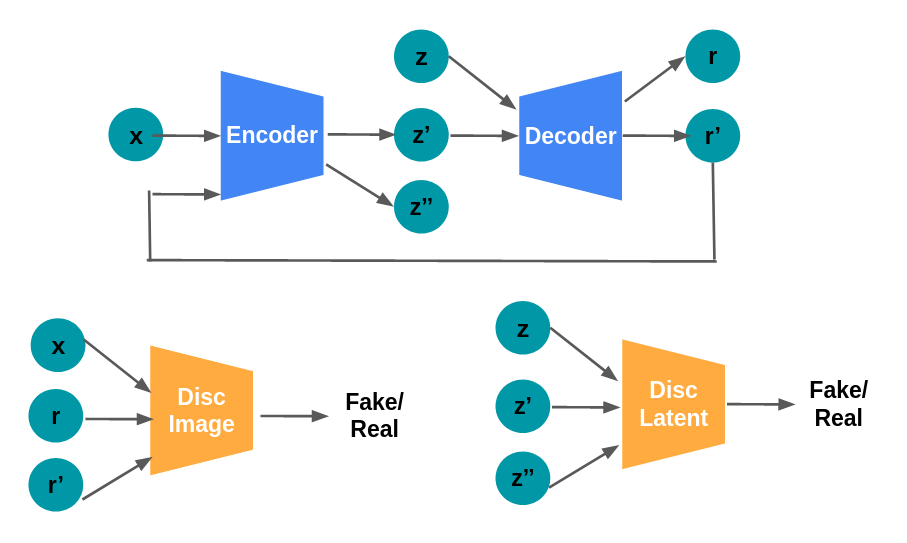 z
r
x
Encoder
z’
Decoder
r’
z’’
x
r
r’
Disc
Image
Fake/
Real
z
z’
z’’
Disc
Latent
Fake/
Real